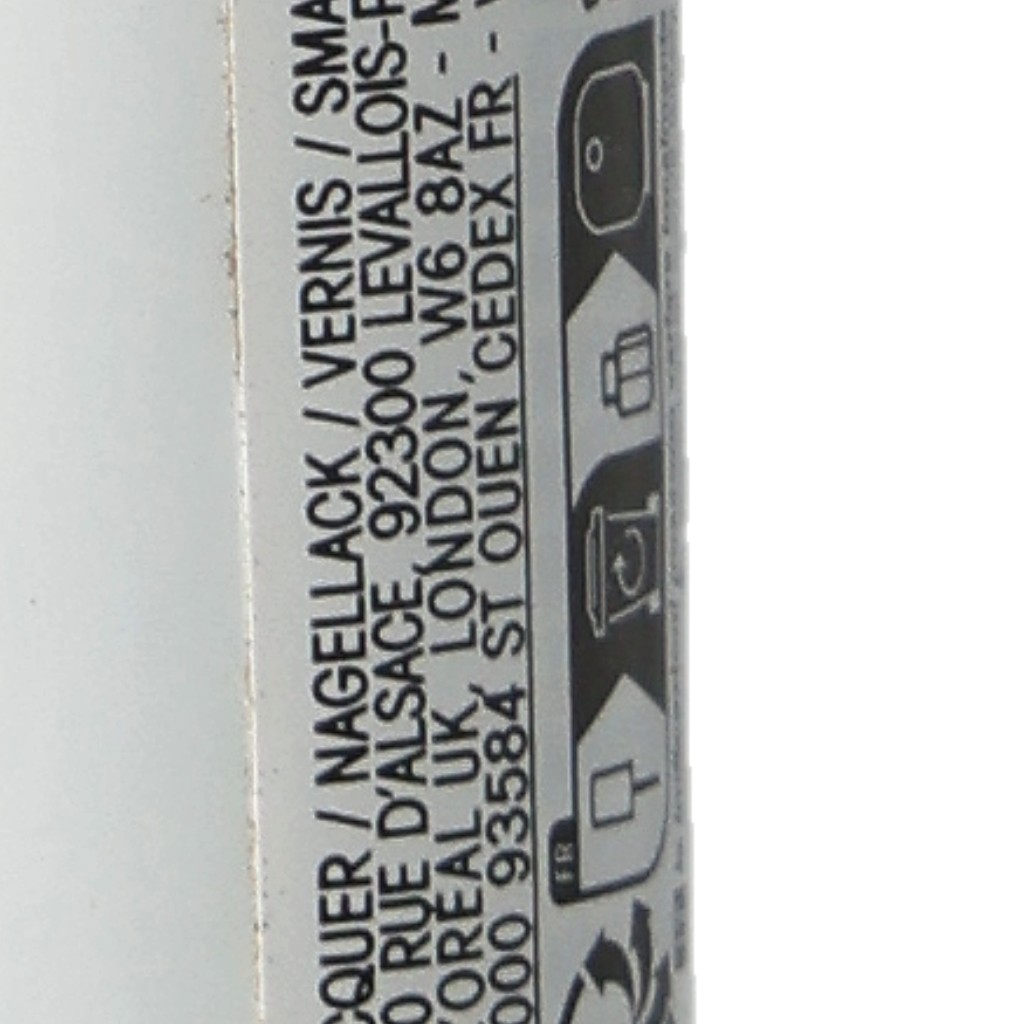 CQUER / NAGELLACK / VERNIS / SMA
0 RUE D'ALSACE, 92300 LEVALLOIS-P
'OREAL UK, LONDON, W6 8AZ - M
000 93584 ST OUEN CEDEX FR -
FR